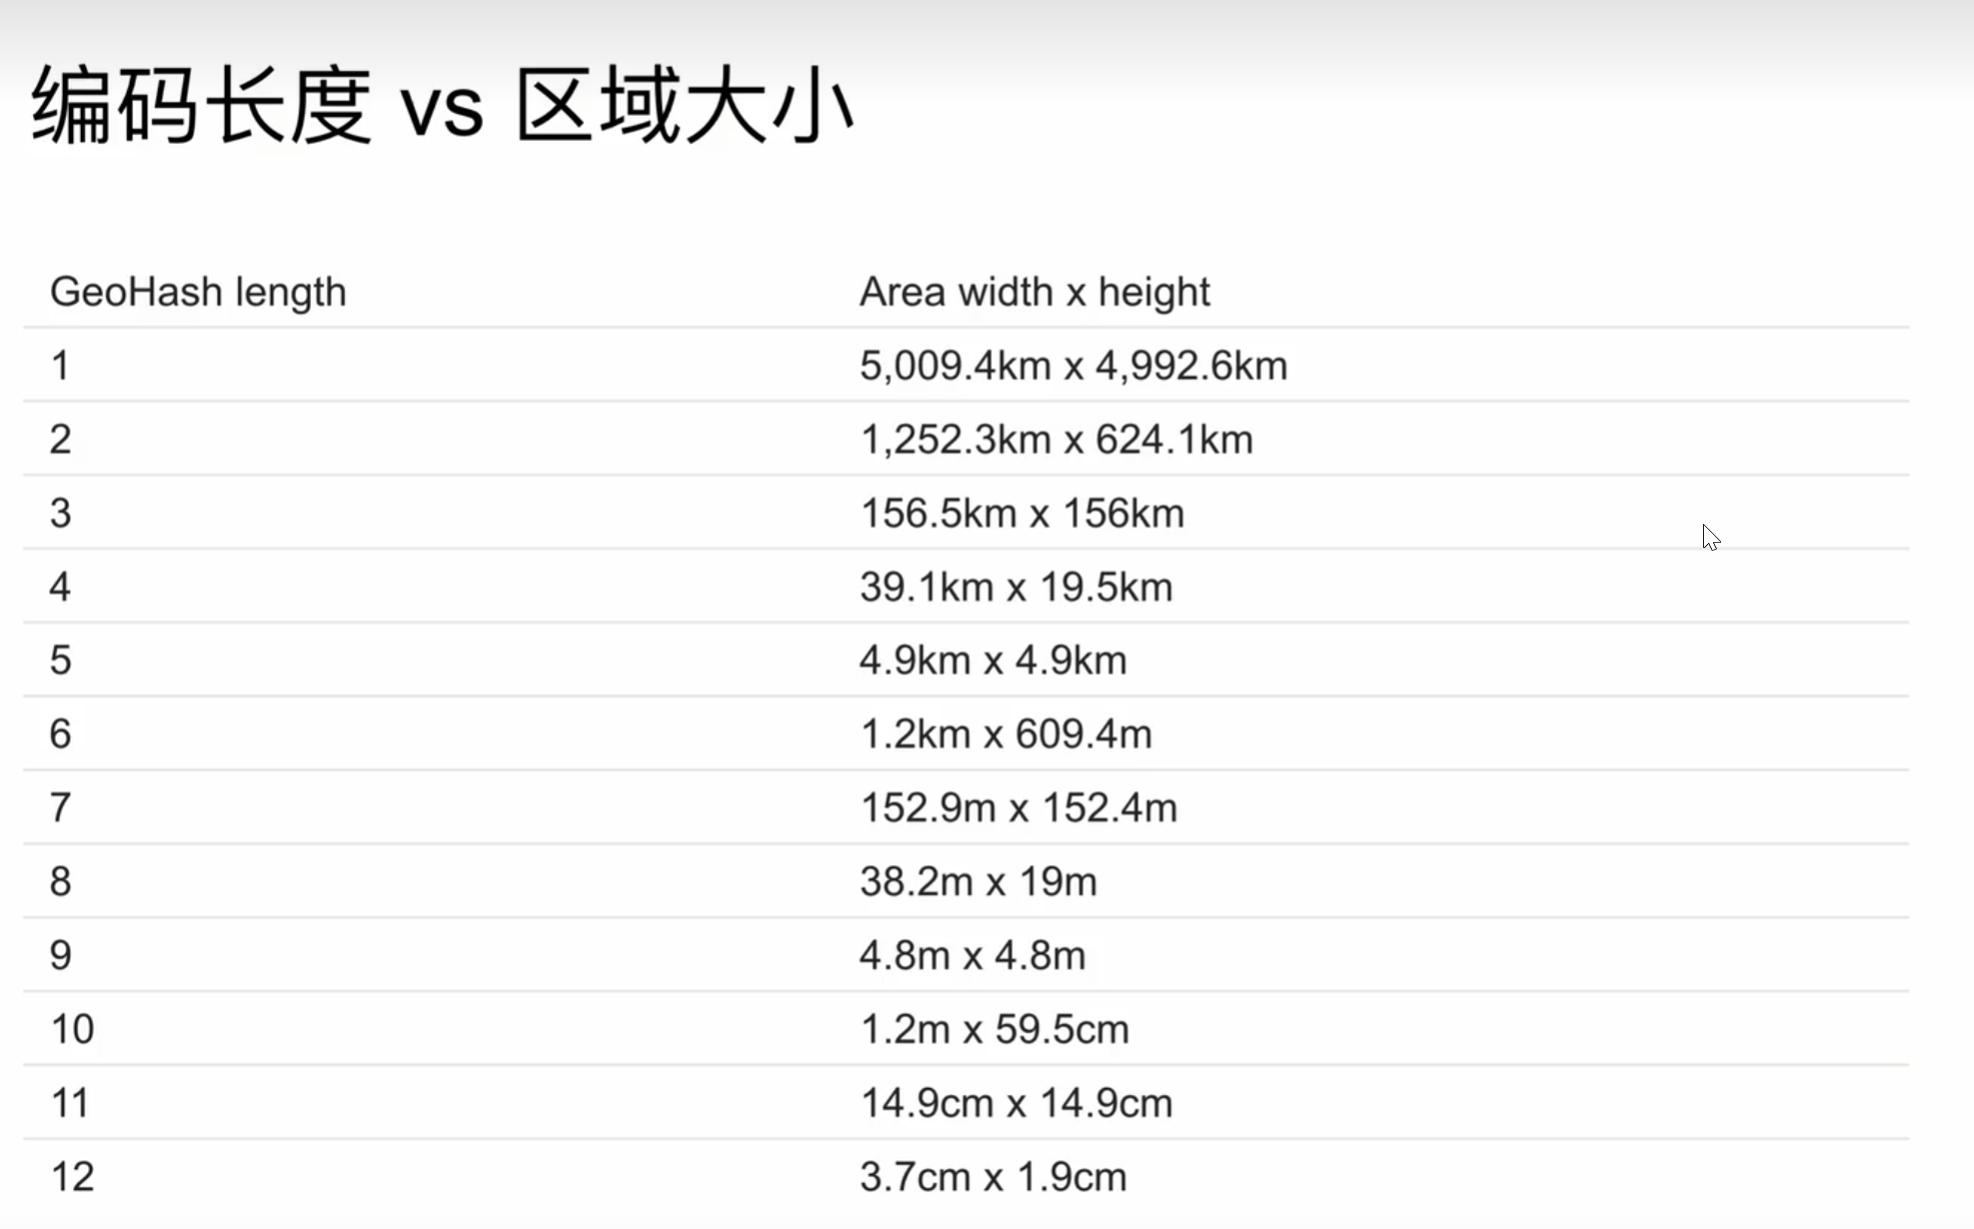 编码长度 vs 区域大小
GeoHash length Area width x height
1 5,009.4km x 4,992.6km
2 1,252.3km x 624.1km
3 156.5km x 156km
4 39.1km x 19.5km
5 4.9km x 4.9km
6 1.2km x 609.4m
7 152.9m x 152.4m
8 38.2m x 19m
9 4.8m x 4.8m
10 1.2m x 59.5cm
11 14.9cm x 14.9cm
12 3.7cm x 1.9cm